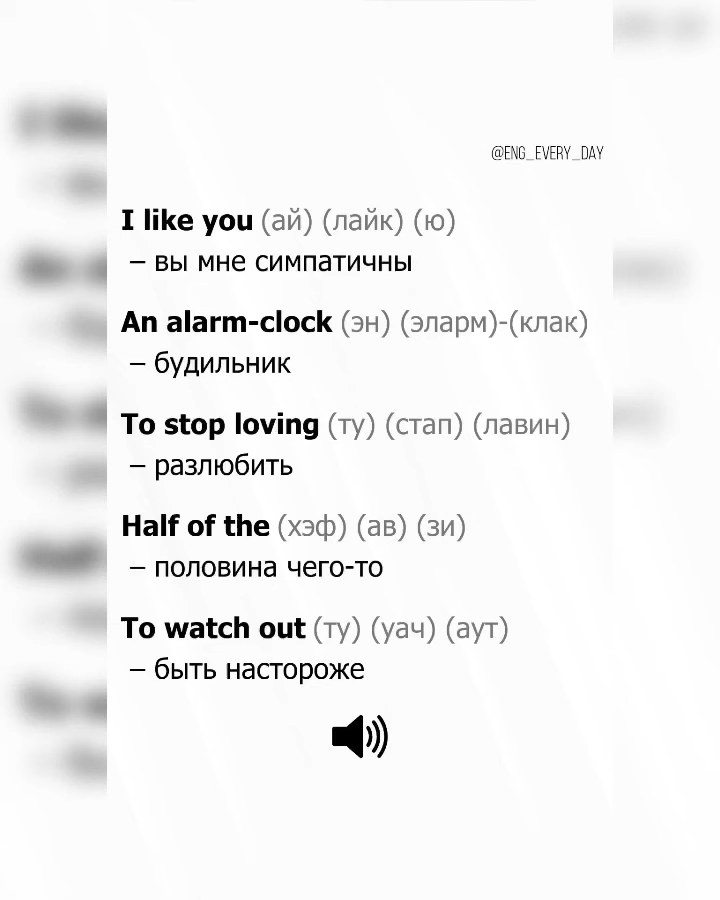 @ENG_EVERY_DAY
I like you (ай) (лайк) (ю)
– вы мне симпатичны
An alarm-clock (эн) (эларм)-(клак)
– будильник
To stop loving (ту) (стап) (лавин)
– разлюбить
Half of the (хэф) (ав) (зи)
– половина чего-то
To watch out (ту) (уач) (аут)
– быть настороже